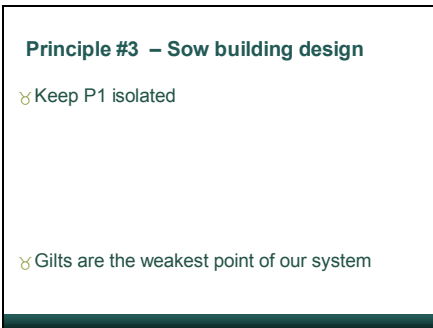 Principle #3 – Sow building design
♉Keep P1 isolated
♉Gilts are the weakest point of our system